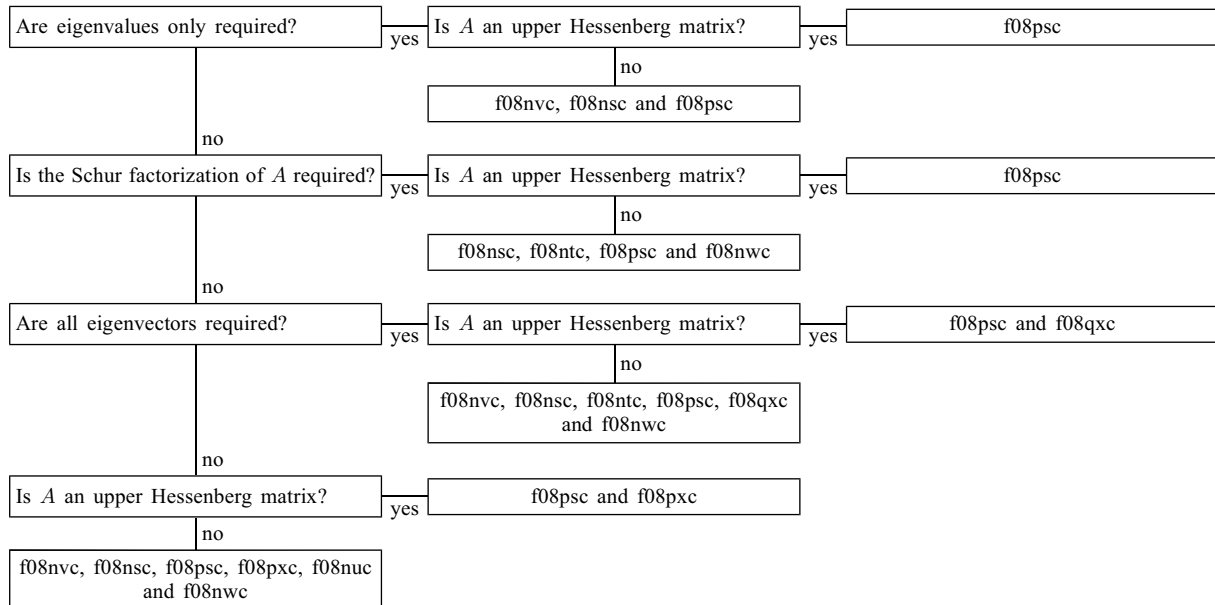 Are eigenvalues only required?
yes
Is A an upper Hessenberg matrix?
yes
f08psc
no
f08nvc, f08nsc and f08psc
no
Is the Schur factorization of A required?
yes
Is A an upper Hessenberg matrix?
yes
f08psc
no
f08nsc, f08ntc, f08psc and f08nwc
no
Are all eigenvectors required?
yes
Is A an upper Hessenberg matrix?
yes
f08psc and f08qxc
no
f08nvc, f08nsc, f08ntc, f08psc, f08qxc
and f08nwc
no
Is A an upper Hessenberg matrix?
yes
f08psc and f08pxc
no
f08nvc, f08nsc, f08psc, f08pxc, f08nuc
and f08nwc